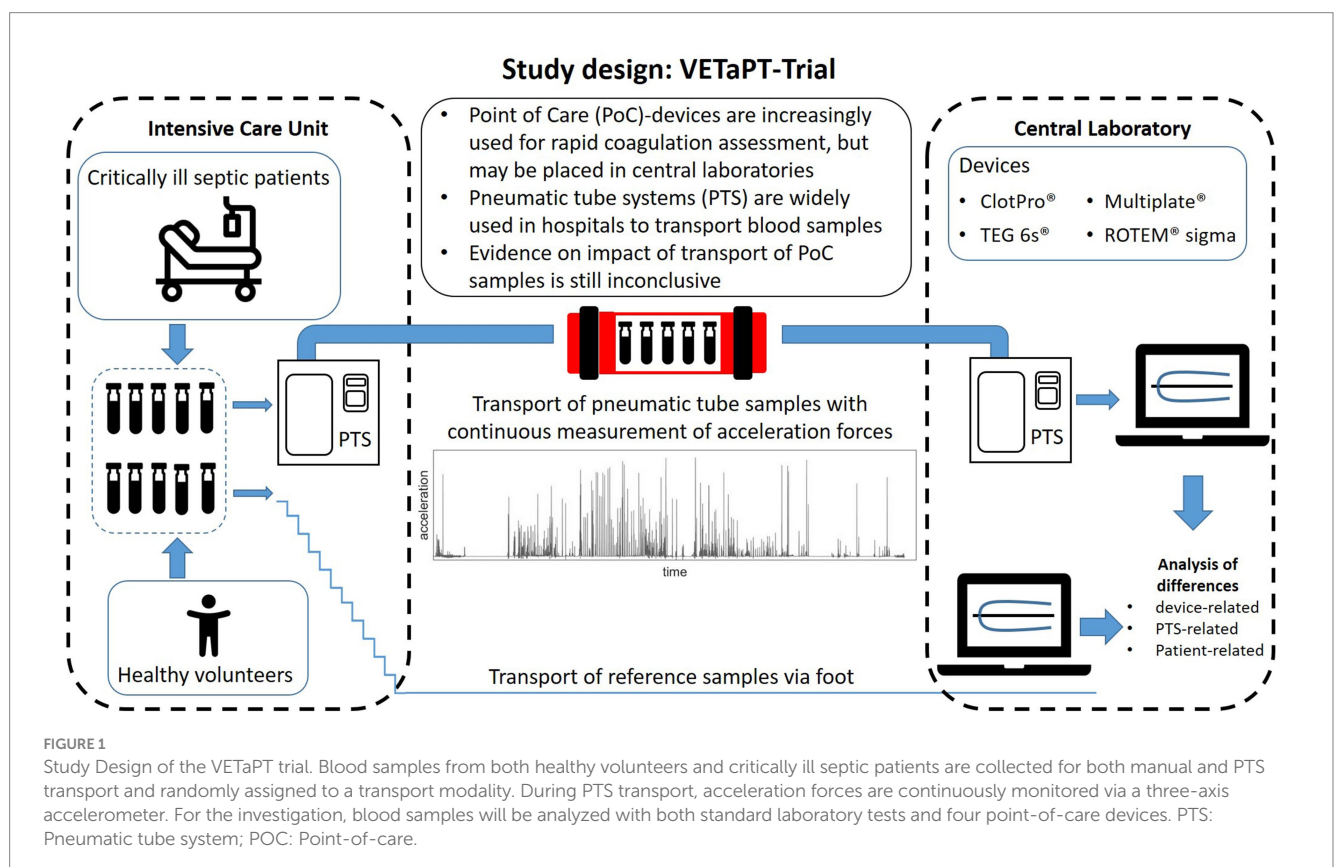 Study design: VETaPT-Trial
Intensive Care Unit
Critically ill septic patients
PTS
Healthy volunteers
• Point of Care (PoC)-devices are increasingly
used for rapid coagulation assessment, but
may be placed in central laboratories
• Pneumatic tube systems (PTS) are widely
used in hospitals to transport blood samples
• Evidence on impact of transport of PoC
samples is still inconclusive
Transport of pneumatic tube samples with
continuous measurement of acceleration forces
acceleration
time
Transport of reference samples via foot
Central Laboratory
Devices
• ClotPro® • Multiplate®
• TEG 6s® • ROTEM® sigma
PTS
Analysis of
differences
• device-related
• PTS-related
• Patient-related
FIGURE 1
Study Design of the VETaPT trial. Blood samples from both healthy volunteers and critically ill septic patients are collected for both manual and PTS
transport and randomly assigned to a transport modality. During PTS transport, acceleration forces are continuously monitored via a three-axis
accelerometer. For the investigation, blood samples will be analyzed with both standard laboratory tests and four point-of-care devices. PTS:
Pneumatic tube system; POC: Point-of-care.